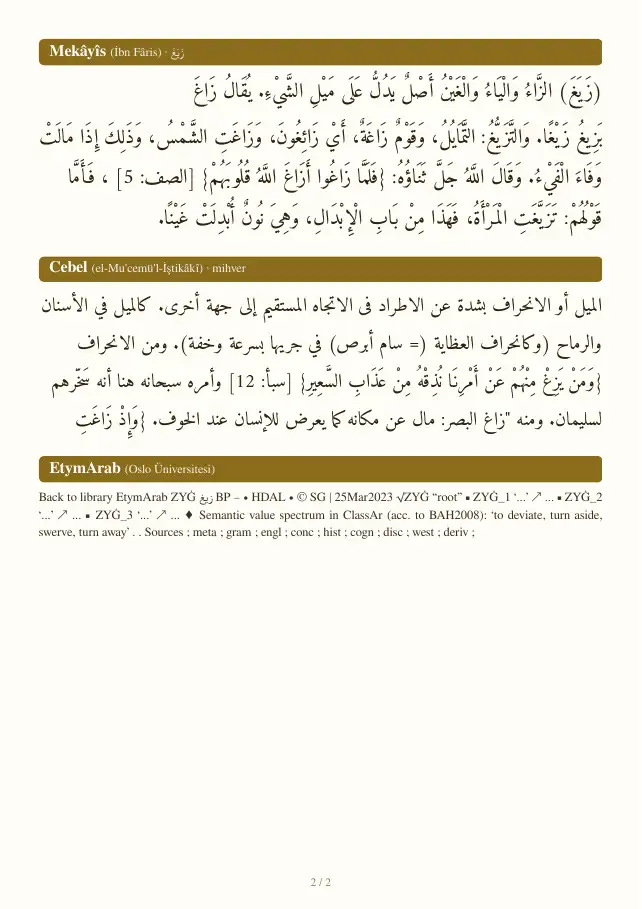 Mekâyîs (İbn Fâris) · زَيَغَ
(زَيَغَ) الزَّاءُ وَالْيَاءُ وَالْغَيْنُ أَصْلٌ يَدُلُّ عَلَى مَيْلِ الشَّيْءِ. يُقَالُ زَاغَ
يَزِيغُ زَيْغًا. وَالتَّزَيُّغُ: التَّمَايُلُ، وَقَوْمٌ زَاغَةٌ، أَيْ زَائِغُونَ، وَزَاغَتِ الشَّمْسُ، وَذَلِكَ إِذَا مَالَتْ
وَفَاءَ الْفَيْءُ. وَقَالَ اللَّهُ جَلَّ ثَنَاؤُهُ: {فَلَمَّا زَاغُوا أَزَاغَ اللَّهُ قُلُوبَهُمْ} [الصف: 5] ، فَأَمَّا
قَوْلُهُمْ: تَزَيَّغَتِ الْمَرْأَةُ، فَهَذَا مِنْ بَابِ الْإِبْدَالِ، وَهِيَ نُونٌ أُبْدِلَتْ غَيْنًا.
Cebel (el-Mu'cemü'l-İştikâkî) · mihver
الميل أو الانحراف بشدة عن الاطراد فى الاتجاه المستقيم إلى جهة أخرى. كالميل في الأسنان
والرماح (وكانحراف العظاية (= سام أبرص) في جريها بسرعة وخفة). ومن الانحراف
{وَمَنْ يَزِغْ مِنْهُمْ عَنْ أَمْرِنَا نُذِقْهُ مِنْ عَذَابِ السَّعِيرِ} [سبأ: 12] وأمره سبحانه هنا أنه سَخّرهم
لسليمان. ومنه "زاغ البصر: مال عن مكانه كما يعرض للإنسان عند الخوف. {وَإِذْ زَاغَتِ
EtymArab (Oslo Üniversitesi)
Back to library EtymArab ZYĠ زيغ BP – • HDAL • © SG | 25Mar2023 √ZYĠ “root” ▪ ZYĠ_1 ‘...’ ↗ ... ▪ ZYĠ_2
‘...’ ↗ ... ▪ ZYĠ_3 ‘...’ ↗ ... ♦ Semantic value spectrum in ClassAr (acc. to BAH2008): ‘to deviate, turn aside,
swerve, turn away’ . . Sources ; meta ; gram ; engl ; conc ; hist ; cogn ; disc ; west ; deriv ;
2 / 2